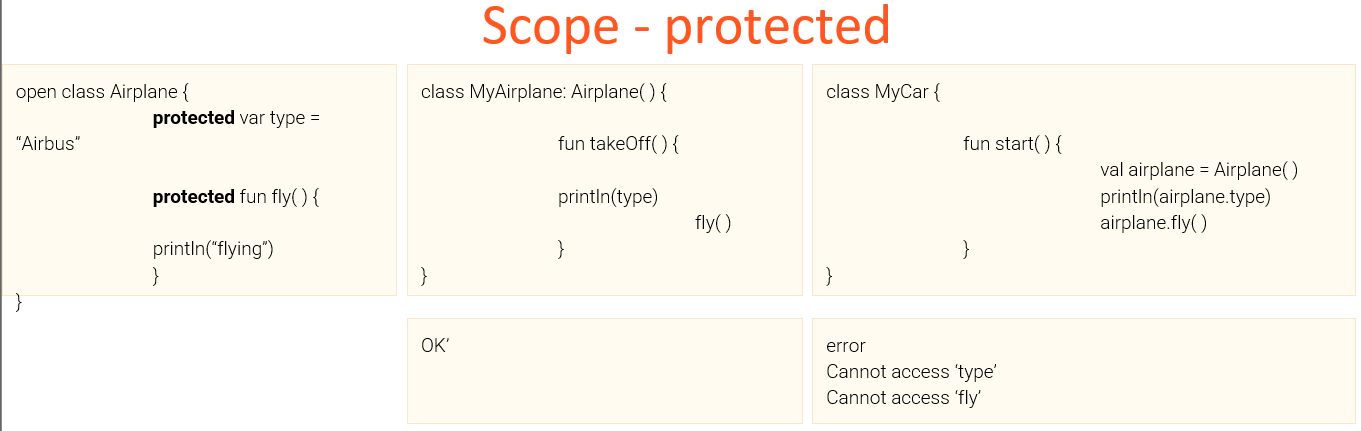 Scope - protected
open class Airplane {
protected var type =
“Airbus”
protected fun fly( ) {
println(“flying”)
}
}
class MyAirplane: Airplane( ) {
fun takeOff( ) {
println(type)
fly( )
}
}
class MyCar {
fun start( ) {
val airplane = Airplane( )
println(airplane.type)
airplane.fly( )
}
}
OK’
error
Cannot access ‘type’
Cannot access ‘fly’